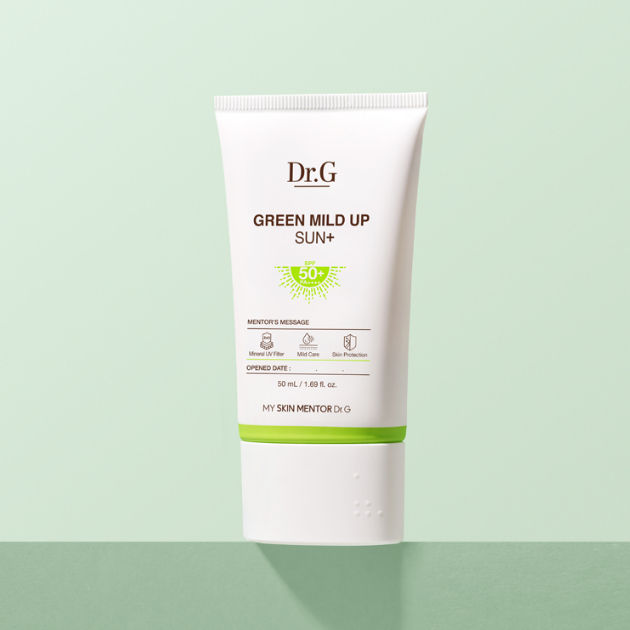 Dr.G
GREEN MILD UP
SUN+
SPF
50+
PA++++
MENTOR'S MESSAGE
Mineral UV Filter
Mild Care
Skin Protection
OPENED DATE : . .
50 mL / 1.69 fl. oz.
MY SKIN MENTOR Dr.G